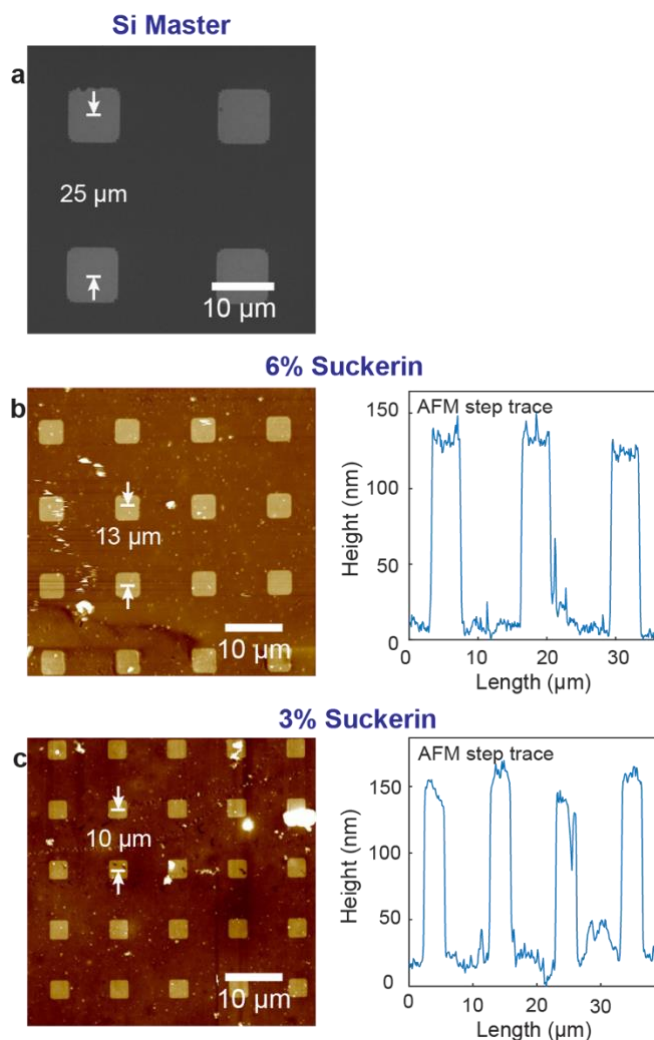 Si Master
a
25 µm
10 µm
6% Suckerin
b
13 µm
10 µm
AFM step trace
Height (nm)
150
100
50
0
0 10 20 30
Length (µm)
3% Suckerin
c
10 µm
10 µm
AFM step trace
Height (nm)
150
100
50
0
0 10 20 30
Length (µm)